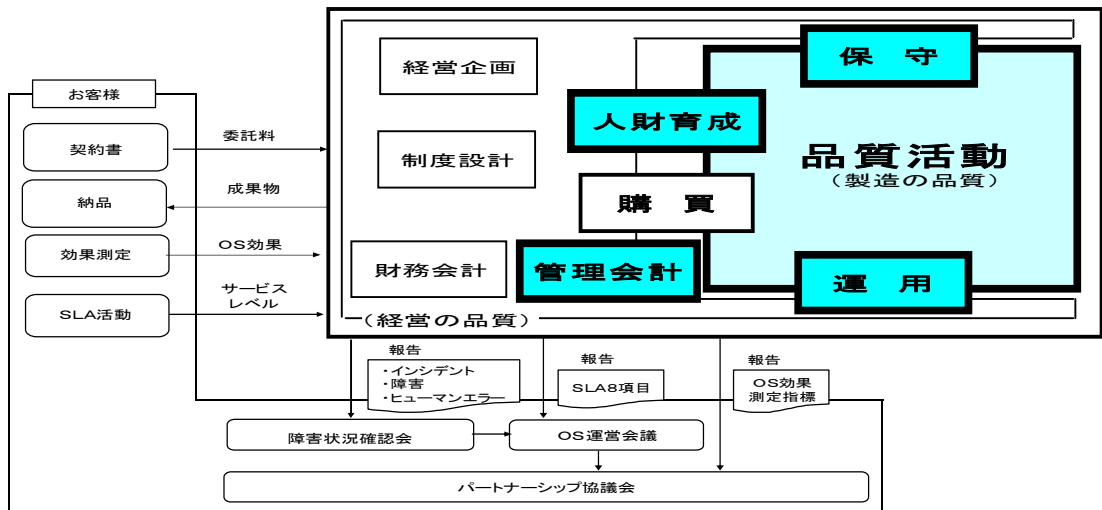 お客様
契約書
納品
効果測定
SLA活動
委託料
成果物
OS効果
サービス
レベル
経営企画
制度設計
財務会計
人財育成
購　買
管理会計
保　守
品質活動
(製造の品質)
運　用
(経営の品質)
報告
・インシデント
・障害
・ヒューマンエラー
報告
SLA8項目
報告
OS効果
測定指標
障害状況確認会
OS運営会議
パートナーシップ協議会